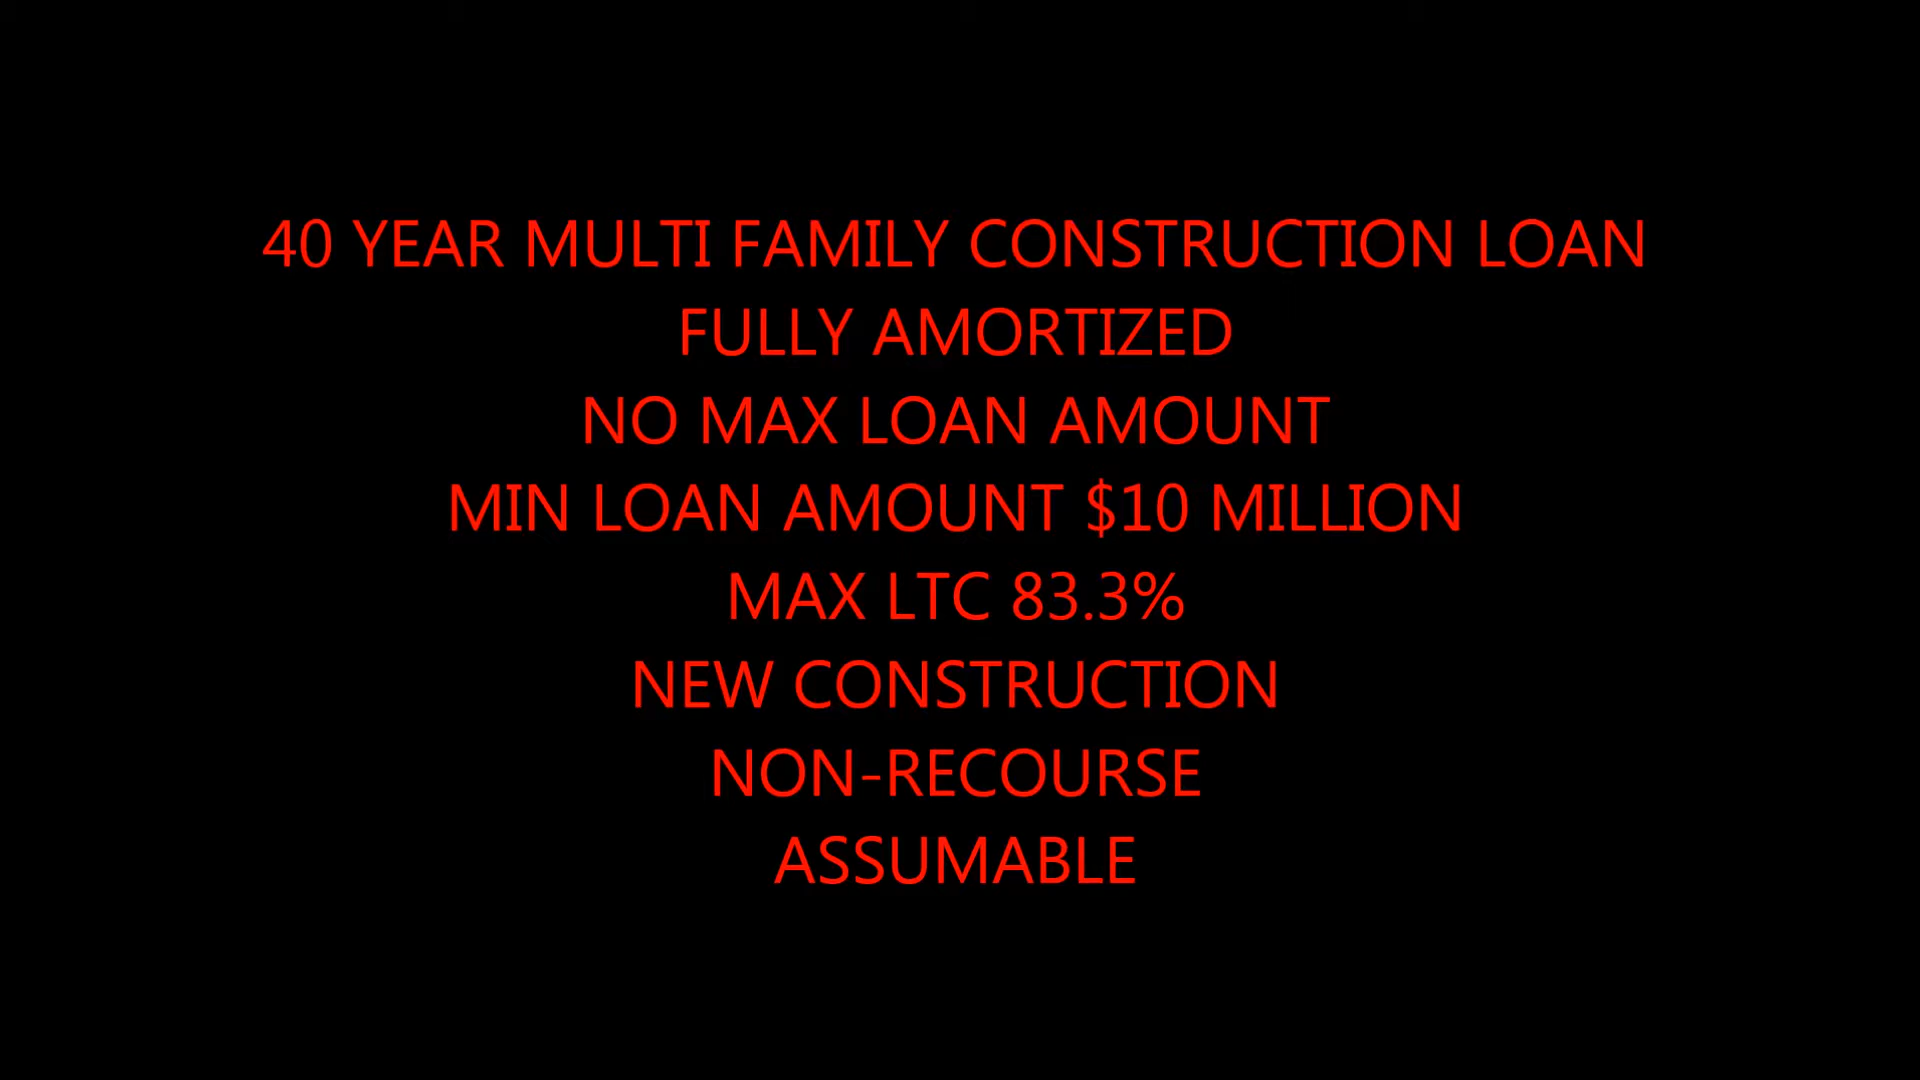 40 YEAR MULTI FAMILY CONSTRUCTION LOAN
FULLY AMORTIZED
NO MAX LOAN AMOUNT
MIN LOAN AMOUNT $10 MILLION
MAX LTC 83.3%
NEW CONSTRUCTION
NON-RECOURSE
ASSUMABLE